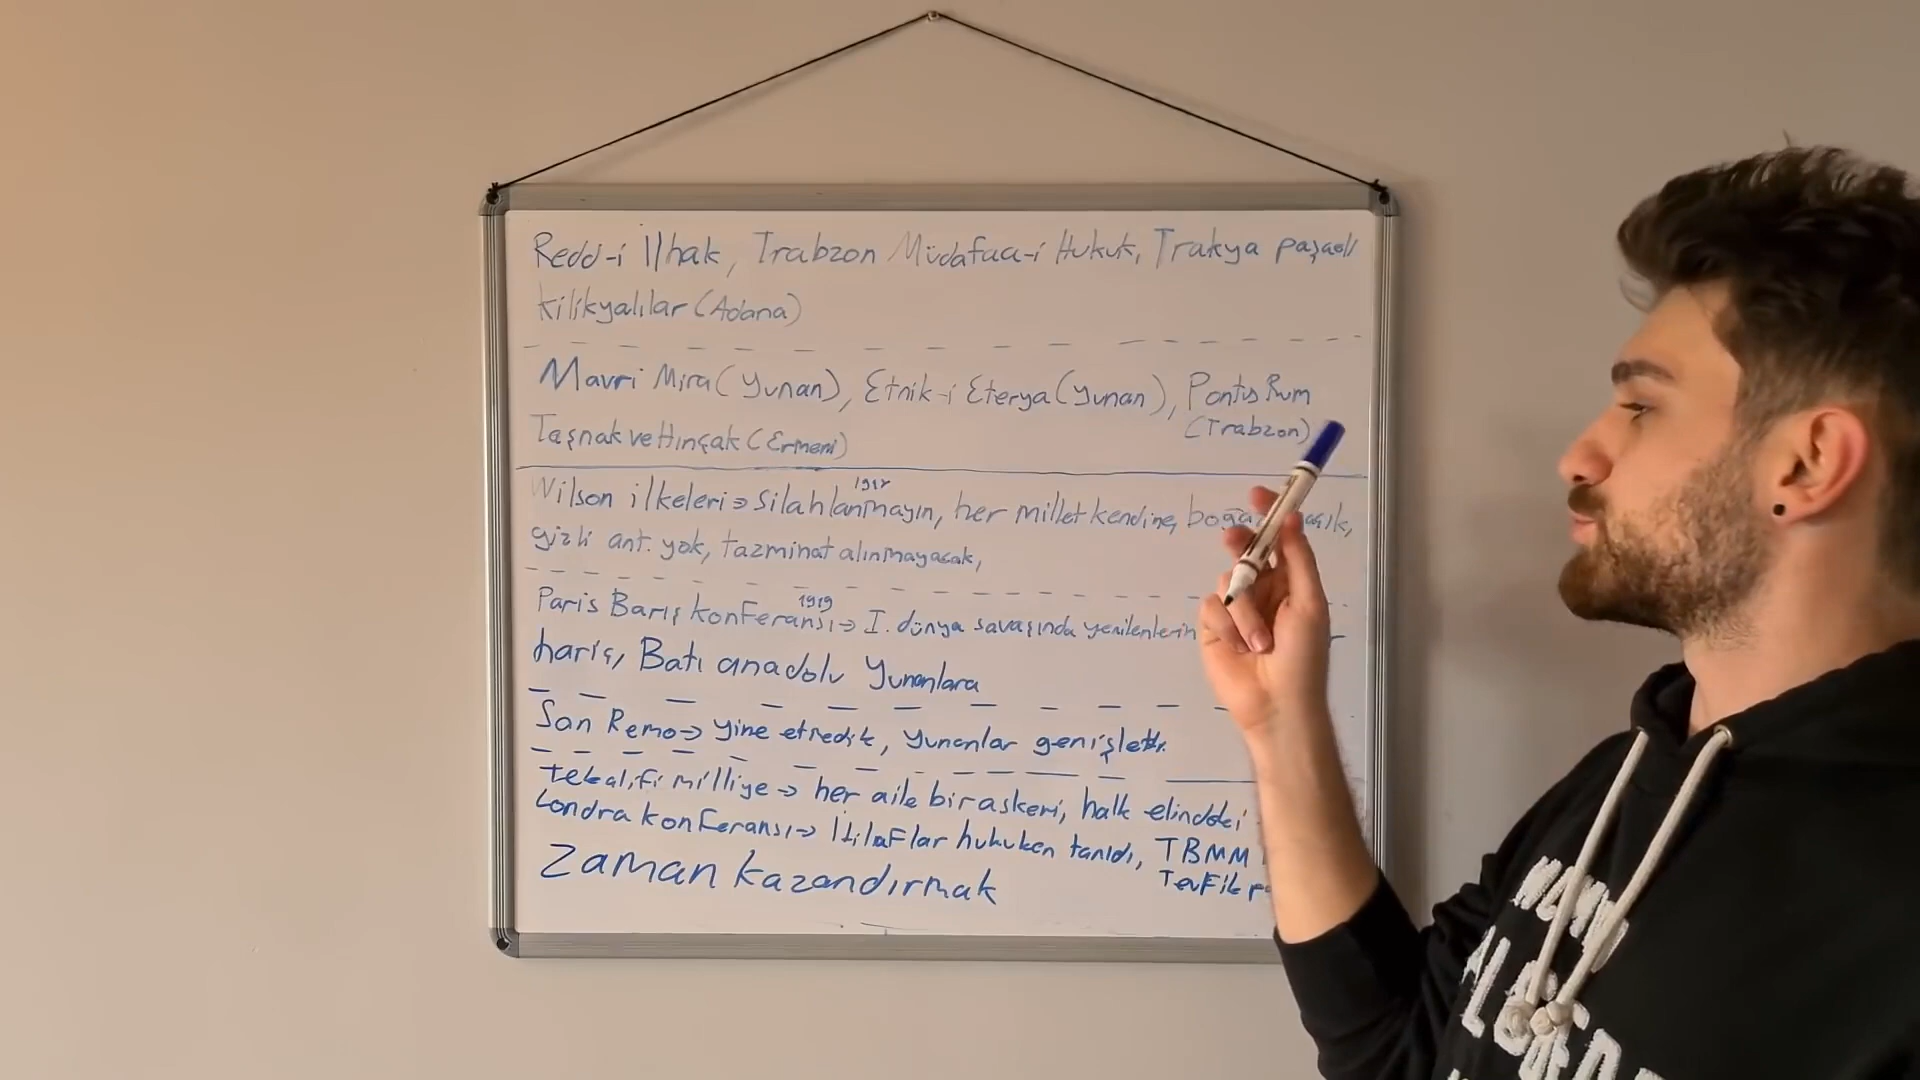 Redd-i İlhak, Trabzon Müdafaa-i Hukuk, Trakya paşaeli
Kilikyalılar (Adana)
Mavri Mira (Yunan), Etnik-i Eterya (Yunan), Pontus Rum
(Trabzon)
Taşnak ve Hınçak (Ermeni)
1918
Wilson ilkeleri → silahlanmayın, her millet kendine,
gizli ant. yok, tazminat alınmayacak,
1919
Paris Barış konferansı → I. dünya savaşında yenilenlerin
hariç, Batı anadolu Yunanlara
San Remo → yine etmedik, Yunanlar genişlettr.
Tekalifi milliye → her aile bir askeri, halk elindeki
Londra konferansı → İtilaflar hukuken tanıdı, TBMM
Tevfik
Zaman kazandırmak